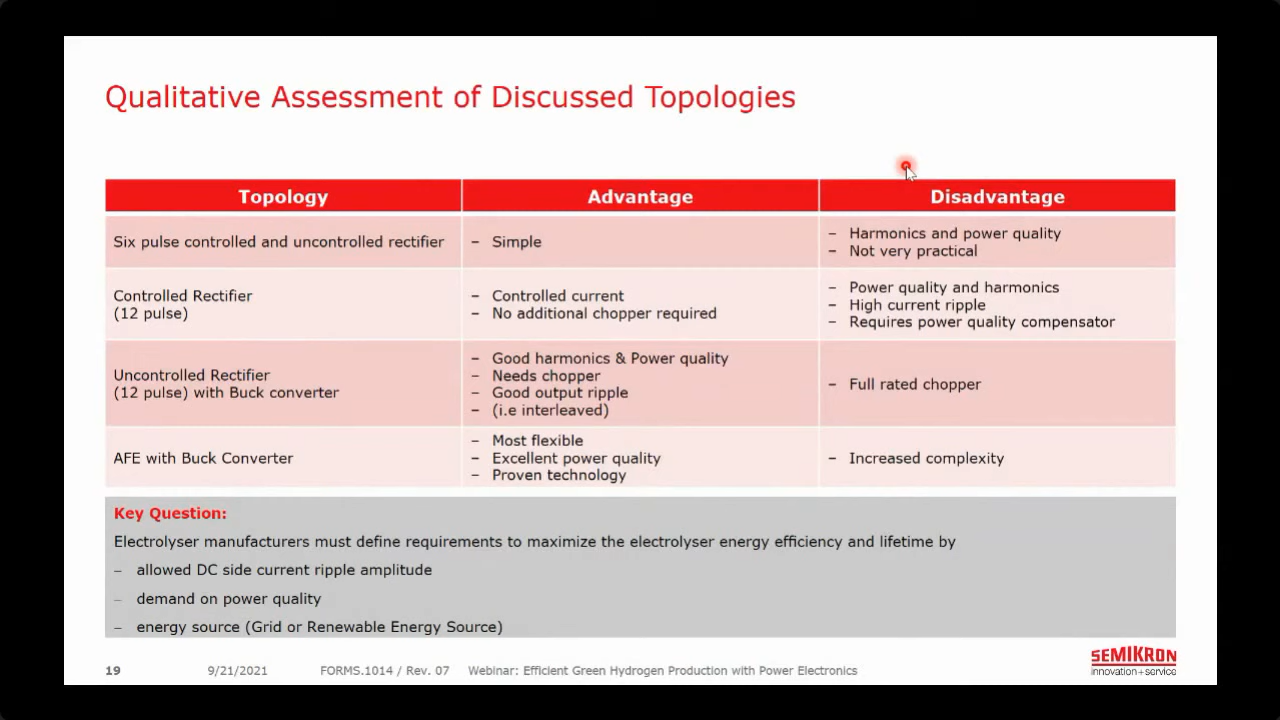 Qualitative Assessment of Discussed Topologies
Topology
Advantage
Disadvantage
Six pulse controlled and uncontrolled rectifier
– Simple
– Harmonics and power quality
– Not very practical
Controlled Rectifier
(12 pulse)
– Controlled current
– No additional chopper required
– Power quality and harmonics
– High current ripple
– Requires power quality compensator
Uncontrolled Rectifier
(12 pulse) with Buck converter
– Good harmonics & Power quality
– Needs chopper
– Good output ripple
– (i.e interleaved)
– Full rated chopper
AFE with Buck Converter
– Most flexible
– Excellent power quality
– Proven technology
– Increased complexity
Key Question:
Electrolyser manufacturers must define requirements to maximize the electrolyser energy efficiency and lifetime by
– allowed DC side current ripple amplitude
– demand on power quality
– energy source (Grid or Renewable Energy Source)
19
9/21/2021
FORMS.1014 / Rev. 07
Webinar: Efficient Green Hydrogen Production with Power Electronics
SEMIKRON
innovation+service